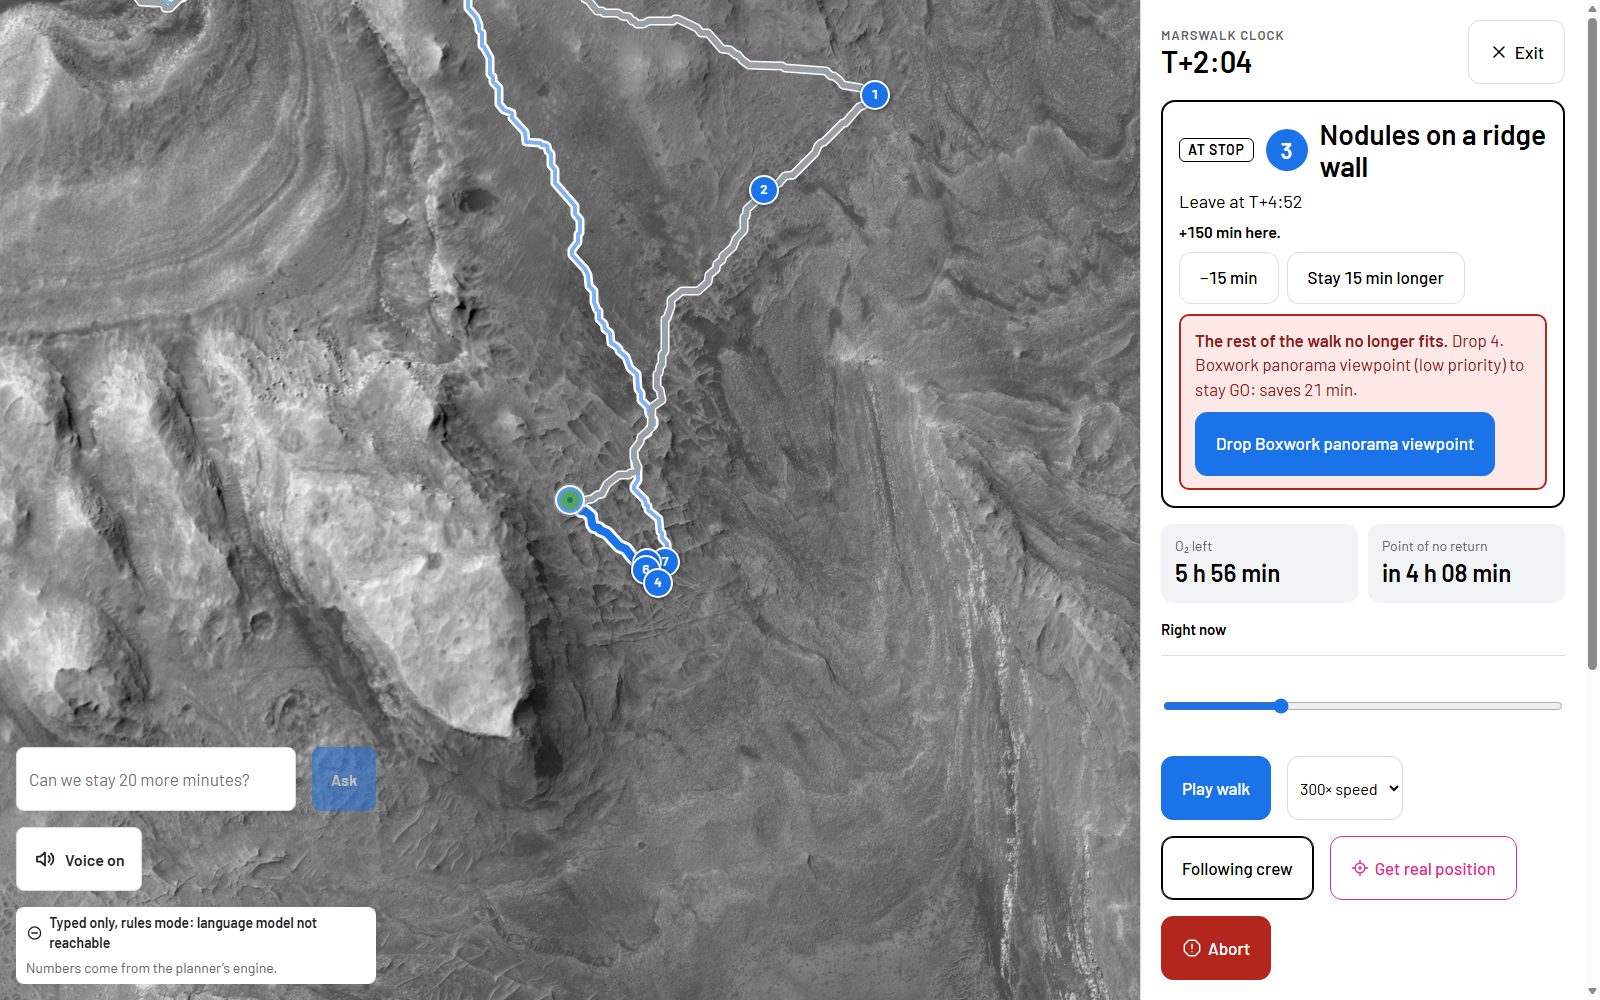 MARSWALK CLOCK
T+2:04
Exit
AT STOP
3
Nodules on a ridge
wall
Leave at T+4:52
+150 min here.
−15 min
Stay 15 min longer
The rest of the walk no longer fits. Drop 4.
Boxwork panorama viewpoint (low priority) to
stay GO: saves 21 min.
Drop Boxwork panorama viewpoint
O₂ left
5 h 56 min
Point of no return
in 4 h 08 min
Right now
Play walk
300× speed
Following crew
Get real position
Abort
1
2
7
6
4
Can we stay 20 more minutes?
Ask
Voice on
Typed only, rules mode: language model not
reachable
Numbers come from the planner's engine.